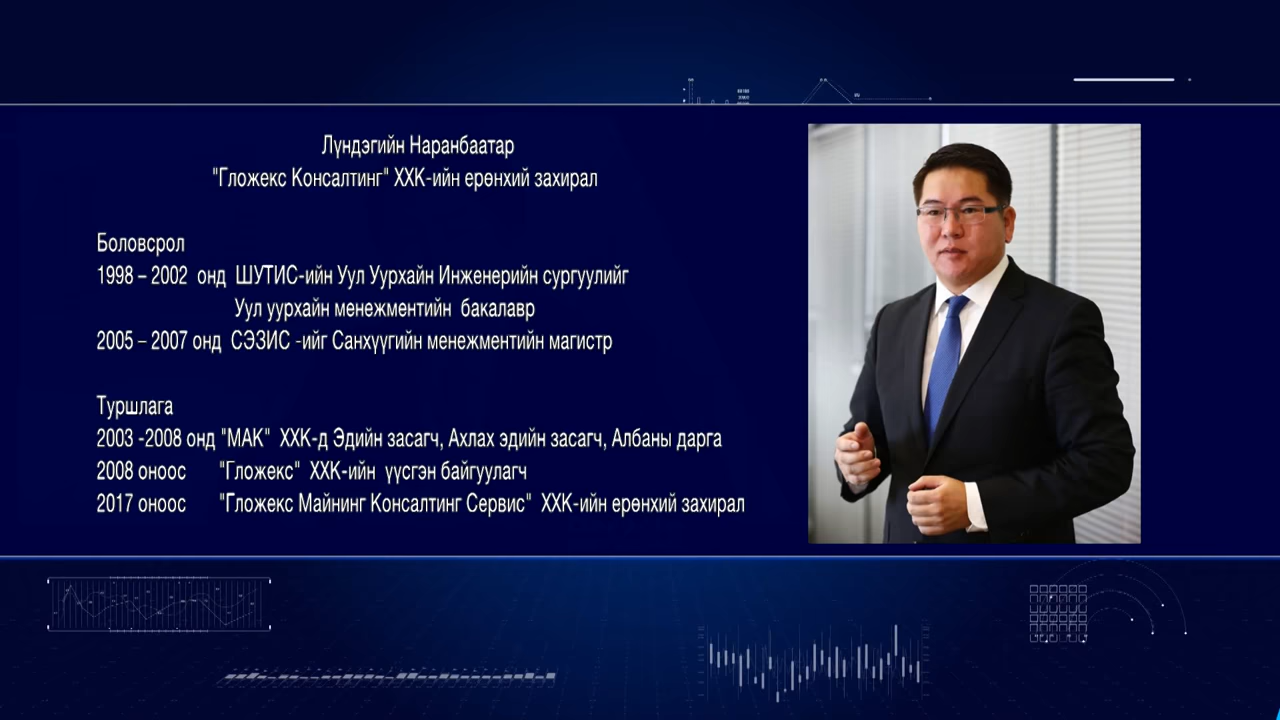 Лүндэгийн Наранбаатар
"Гложекс Консалтинг" ХХК-ийн ерөнхий захирал
Боловсрол
1998 – 2002 онд ШУТИС-ийн Уул Уурхайн Инженерийн сургуулийг
Уул уурхайн менежментийн бакалавр
2005 – 2007 онд СЭЗИС -ийг Санхүүгийн менежментийн магистр
Туршлага
2003 -2008 онд "МАК" ХХК-д Эдийн засагч, Ахлах эдийн засагч, Албаны дарга
2008 оноос "Гложекс" ХХК-ийн үүсгэн байгуулагч
2017 оноос "Гложекс Майнинг Консалтинг Сервис" ХХК-ийн ерөнхий захирал